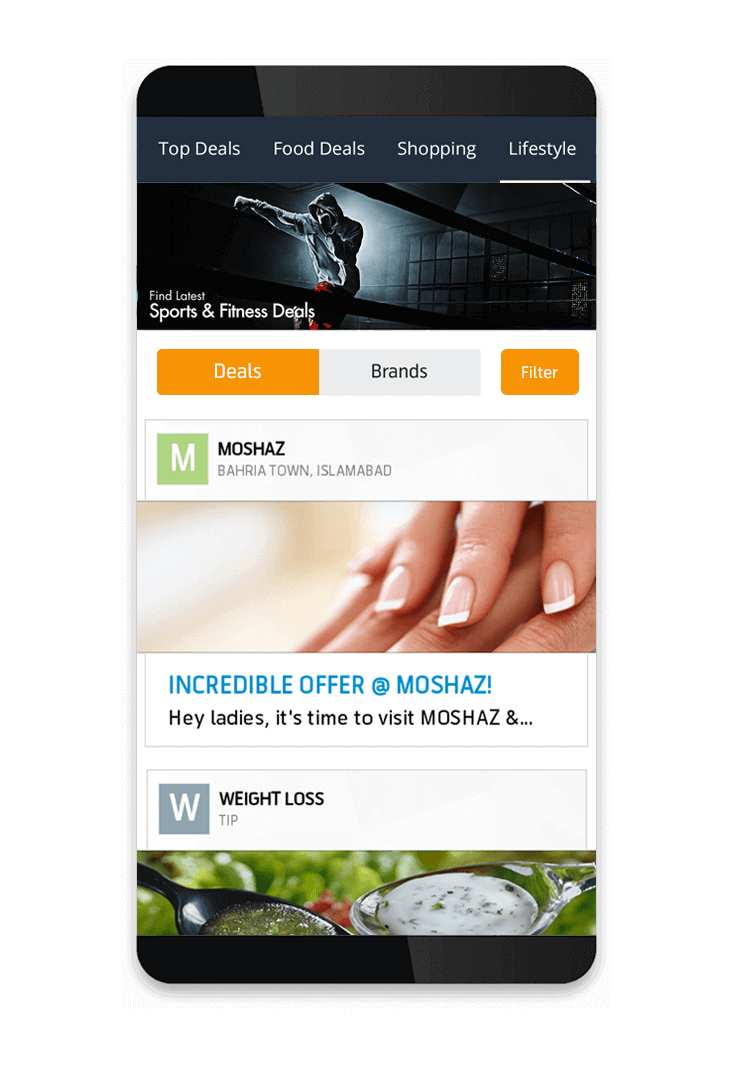 Top Deals Food Deals Shopping Lifestyle
Find Latest
Sports & Fitness Deals
Deals Brands Filter
M
MOSHAZ
BAHRIA TOWN, ISLAMABAD
INCREDIBLE OFFER @ MOSHAZ!
Hey ladies, it's time to visit MOSHAZ &...
W
WEIGHT LOSS
TIP